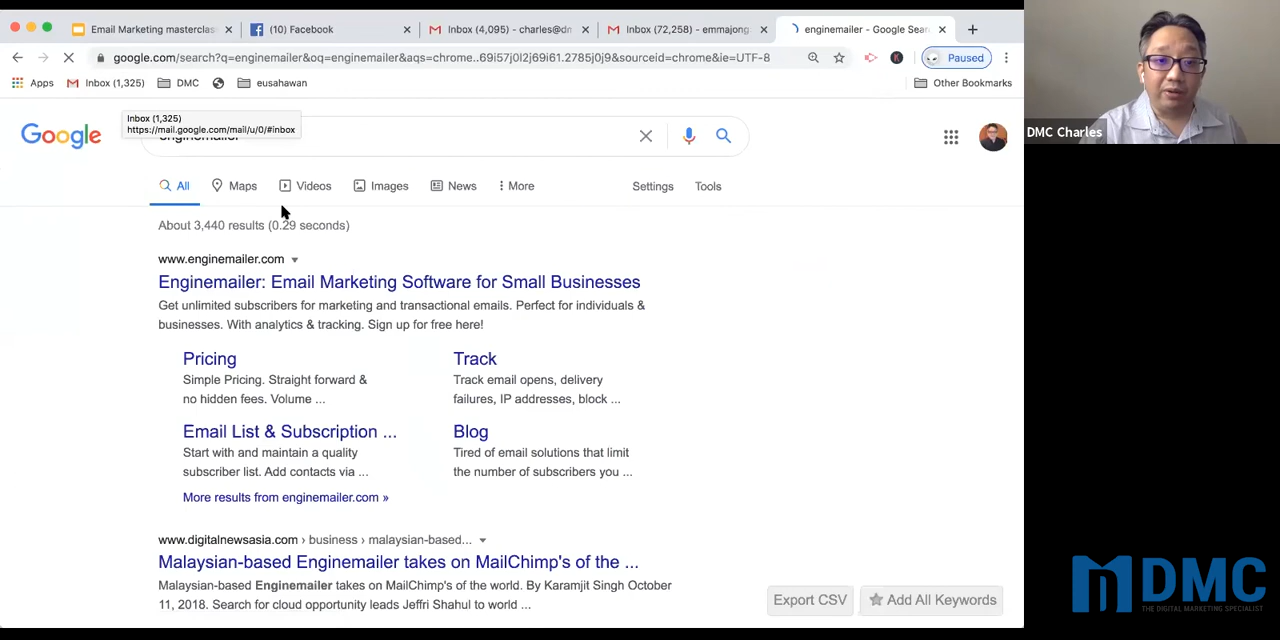 Email Marketing masterclas
(10) Facebook
Inbox (4,095) - charles@dm
Inbox (72,258) - emmajong
enginemailer - Google Sear
google.com/search?q=enginemailer&oq=enginemailer&aqs=chrome..69i57j0l2j69i61.2785j0j9&sourceid=chrome&ie=UTF-8
Paused
Apps
Inbox (1,325)
DMC
eusahawan
Other Bookmarks
Inbox (1,325)
https://mail.google.com/mail/u/0/#inbox
Google
enginemailer
DMC Charles
All
Maps
Videos
Images
News
More
Settings
Tools
About 3,440 results (0.29 seconds)
www.enginemailer.com
Enginemailer: Email Marketing Software for Small Businesses
Get unlimited subscribers for marketing and transactional emails. Perfect for individuals &
businesses. With analytics & tracking. Sign up for free here!
Pricing
Simple Pricing. Straight forward &
no hidden fees. Volume ...
Track
Track email opens, delivery
failures, IP addresses, block ...
Email List & Subscription ...
Start with and maintain a quality
subscriber list. Add contacts via ...
Blog
Tired of email solutions that limit
the number of subscribers you ...
More results from enginemailer.com »
www.digitalnewsasia.com › business › malaysian-based...
Malaysian-based Enginemailer takes on MailChimp's of the ...
Malaysian-based Enginemailer takes on MailChimp's of the world. By Karamjit Singh October
11, 2018. Search for cloud opportunity leads Jeffri Shahul to world ...
Export CSV
Add All Keywords
DMC
THE DIGITAL MARKETING SPECIALIST